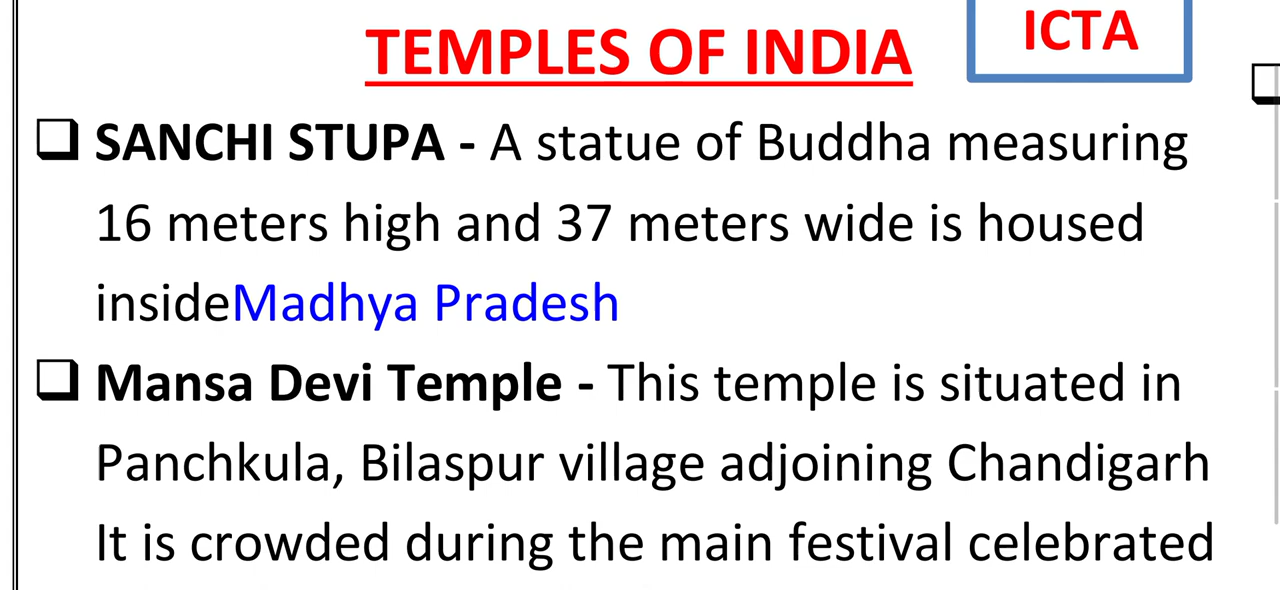 TEMPLES OF INDIA
ICTA
SANCHI STUPA - A statue of Buddha measuring
16 meters high and 37 meters wide is housed
insideMadhya Pradesh
Mansa Devi Temple - This temple is situated in
Panchkula, Bilaspur village adjoining Chandigarh
It is crowded during the main festival celebrated